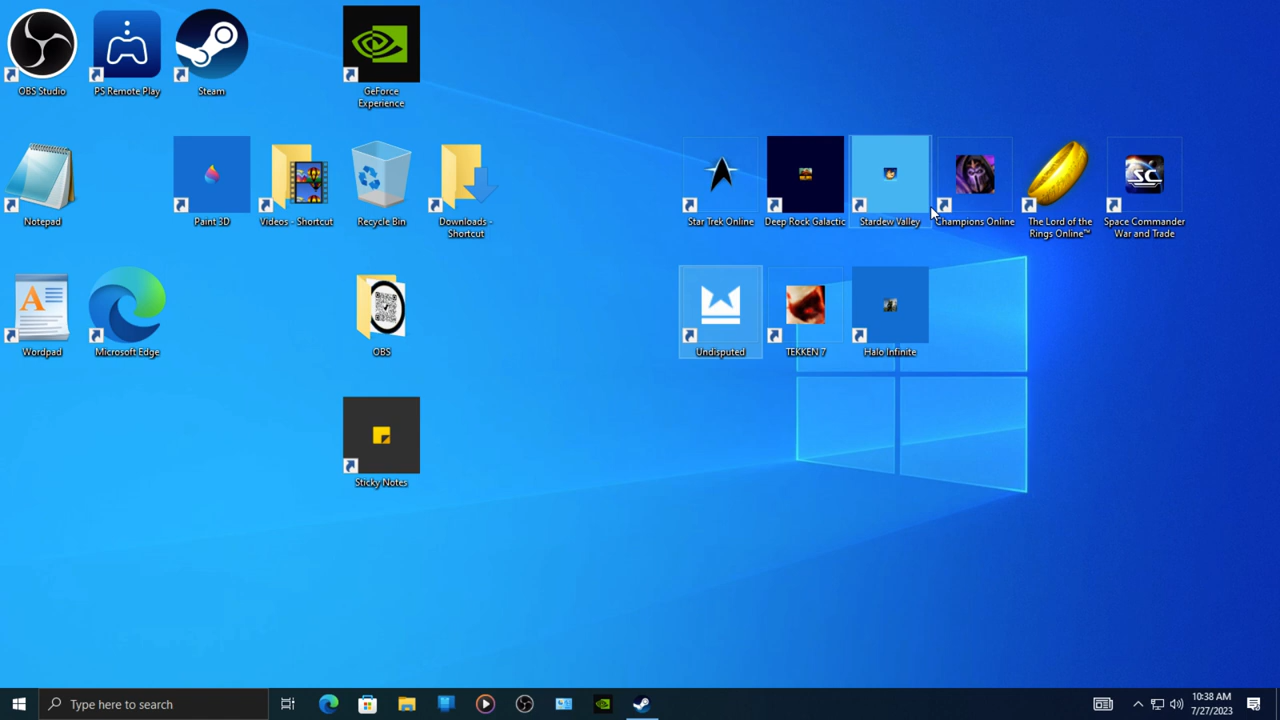 OBS Studio
PS Remote Play
Steam
GeForce
Experience
Notepad
Paint 3D
Videos - Shortcut
Recycle Bin
Downloads -
Shortcut
Star Trek Online
Deep Rock Galactic
Stardew Valley
Champions Online
The Lord of the
Rings Online™
SC
Space Commander
War and Trade
A
Wordpad
Microsoft Edge
OBS
Undisputed
TEKKEN 7
Halo Infinite
Sticky Notes
Type here to search
10:38 AM
7/27/2023